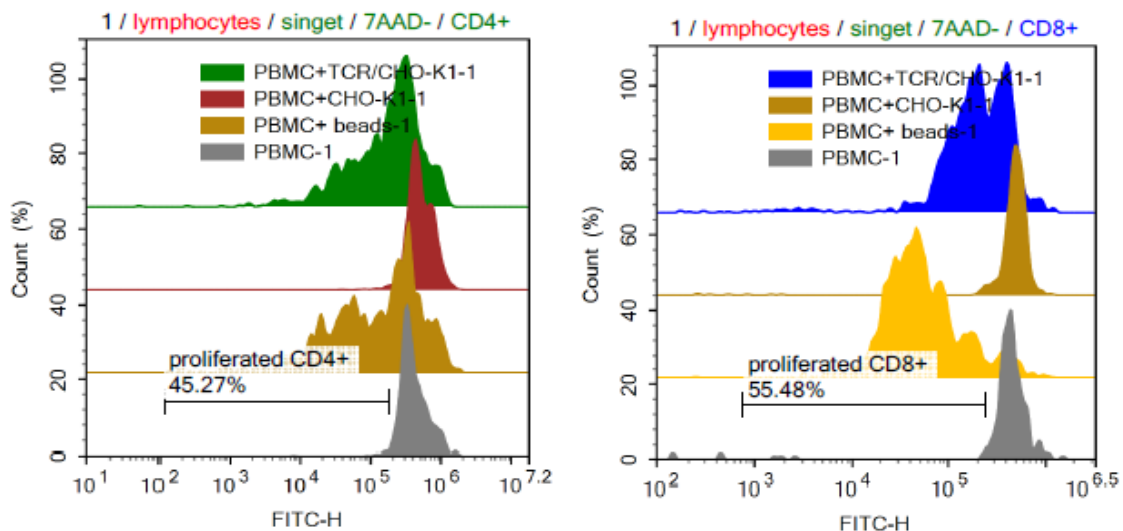 1 / lymphocytes / singet / 7AAD- / CD4+
PBMC+TCR/CHO-K1-1
PBMC+CHO-K1-1
PBMC+ beads-1
PBMC-1
proliferated CD4+
45.27%
Count (%)
100
80
60
40
20
0
10^1 10^2 10^3 10^4 10^5 10^6 10^7.2
FITC-H
1 / lymphocytes / singet / 7AAD- / CD8+
PBMC+TCR/CHO-K1-1
PBMC+CHO-K1-1
PBMC+ beads-1
PBMC-1
proliferated CD8+
55.48%
Count (%)
100
80
60
40
20
0
10^2 10^3 10^4 10^5 10^6.5
FITC-H